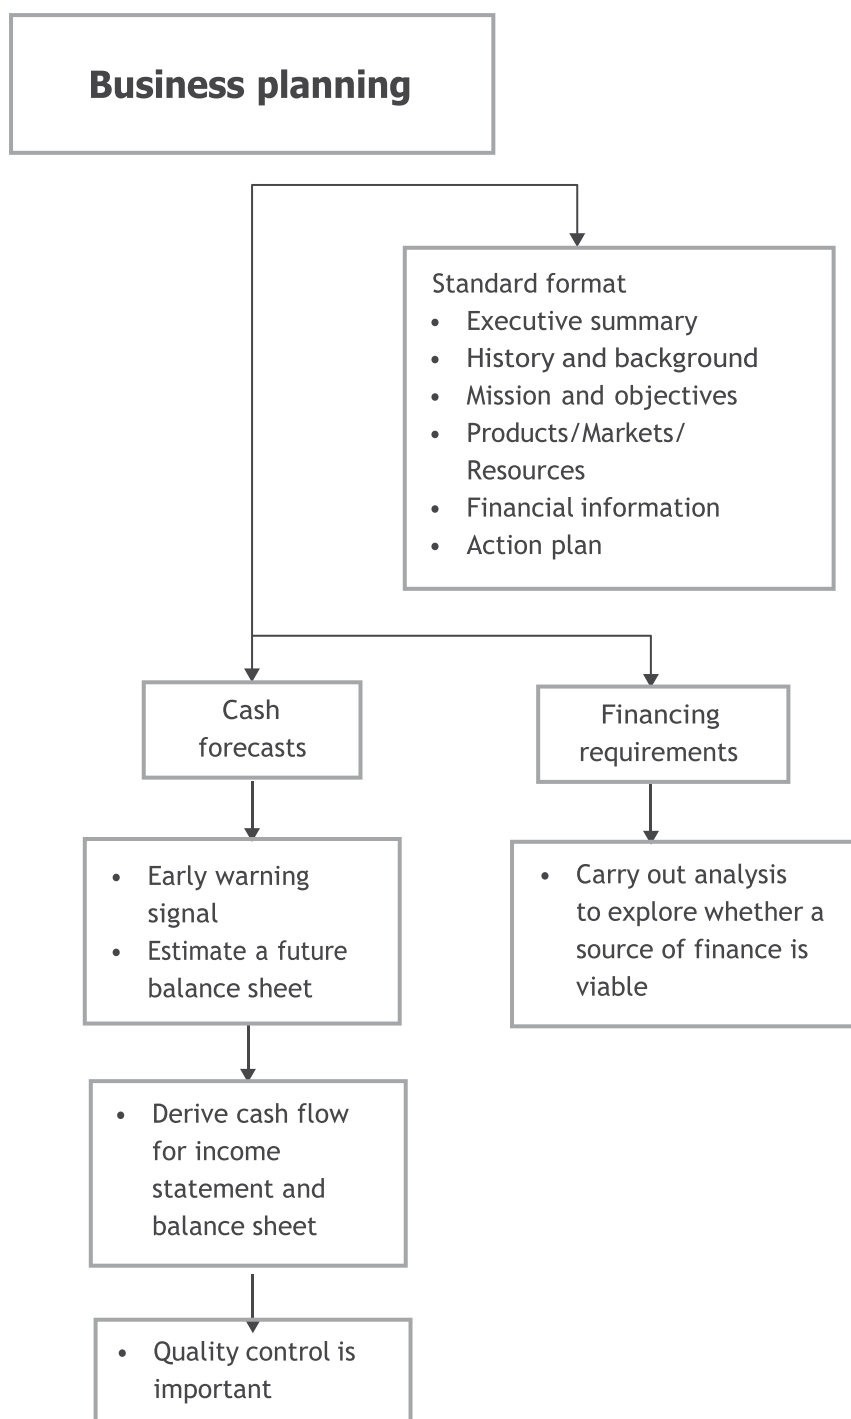 Business planning
Standard format
• Executive summary
• History and background
• Mission and objectives
• Products/Markets/
Resources
• Financial information
• Action plan
Cash
forecasts
Financing
requirements
• Early warning
signal
• Estimate a future
balance sheet
• Carry out analysis
to explore whether a
source of finance is
viable
• Derive cash flow
for income
statement and
balance sheet
• Quality control is
important